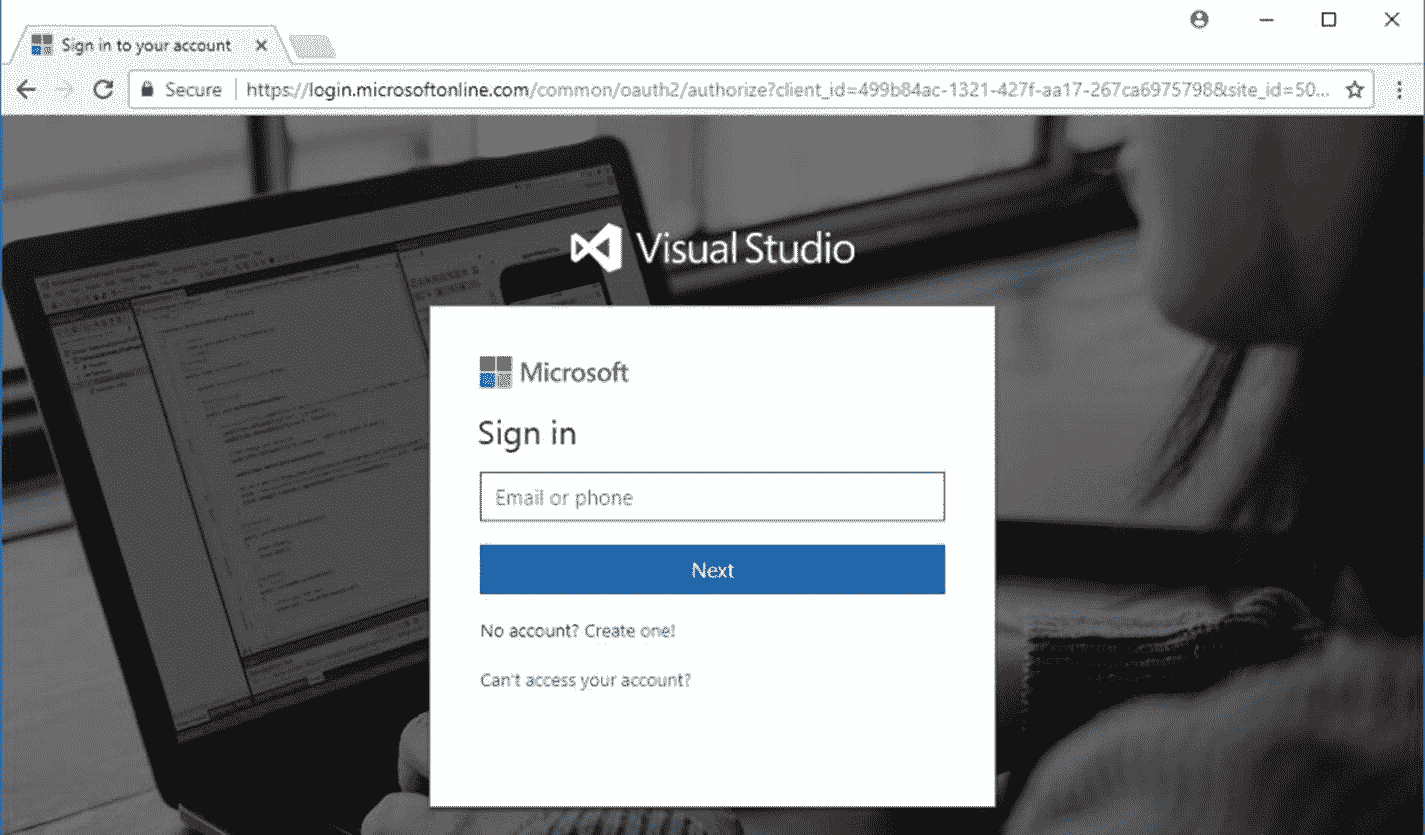 Sign in to your account
Secure
https://login.microsoftonline.com/common/oauth2/authorize?client_id=499b84ac-1321-427f-aa17-267ca6975798&site_id=50...
Visual Studio
Microsoft
Sign in
Email or phone
Next
No account? Create one!
Can't access your account?